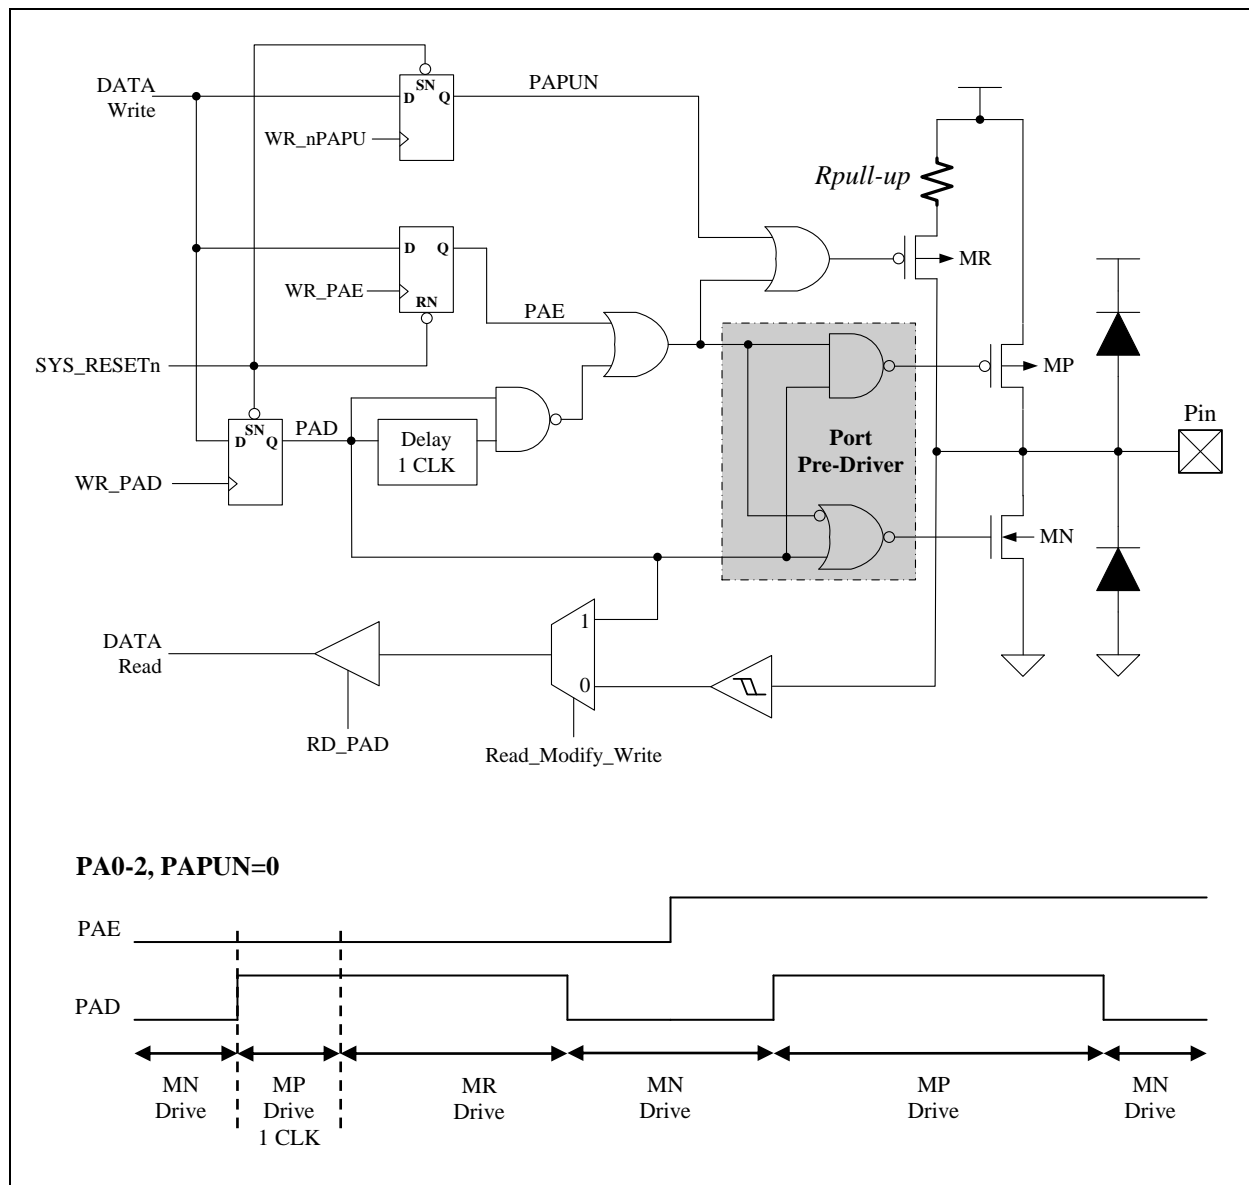 DATA
Write
D
SN
Q
PAPUN
WR_nPAPU
Rpull-up
D
Q
WR_PAE
RN
PAE
MR
SYS_RESETn
MP
D
SN
Q
PAD
Delay
1 CLK
Port
Pre-Driver
Pin
WR_PAD
MN
1
DATA
Read
0
RD_PAD
Read_Modify_Write
PA0-2, PAPUN=0
PAE
PAD
MN
Drive
MP
Drive
1 CLK
MR
Drive
MN
Drive
MP
Drive
MN
Drive